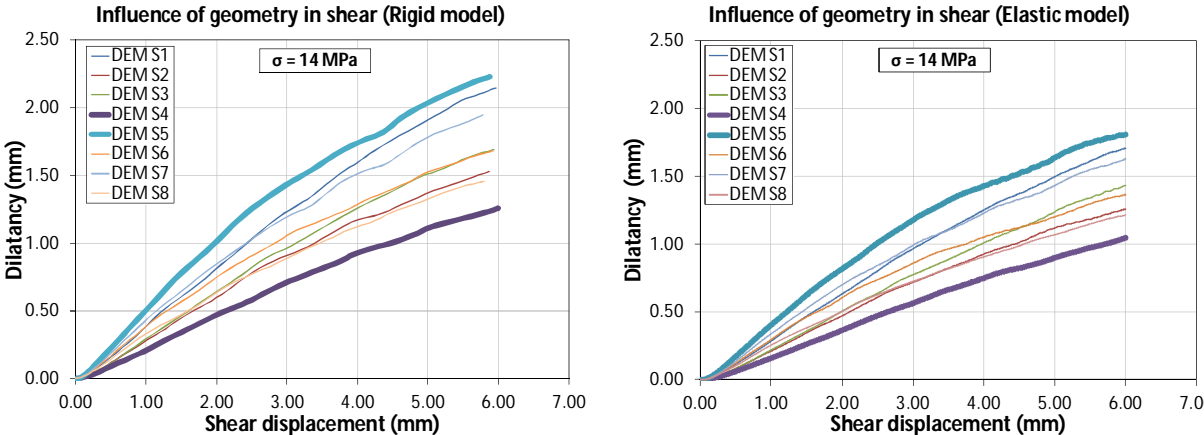 Influence of geometry in shear (Rigid model)
2.50
2.00
1.50
1.00
0.50
0.00
Dilatancy (mm)
DEM S1
DEM S2
DEM S3
DEM S4
DEM S5
DEM S6
DEM S7
DEM S8
σ = 14 MPa
0.00 1.00 2.00 3.00 4.00 5.00 6.00 7.00
Shear displacement (mm)
Influence of geometry in shear (Elastic model)
2.50
2.00
1.50
1.00
0.50
0.00
Dilatancy (mm)
DEM S1
DEM S2
DEM S3
DEM S4
DEM S5
DEM S6
DEM S7
DEM S8
σ = 14 MPa
0.00 1.00 2.00 3.00 4.00 5.00 6.00 7.0
Shear displacement (mm)